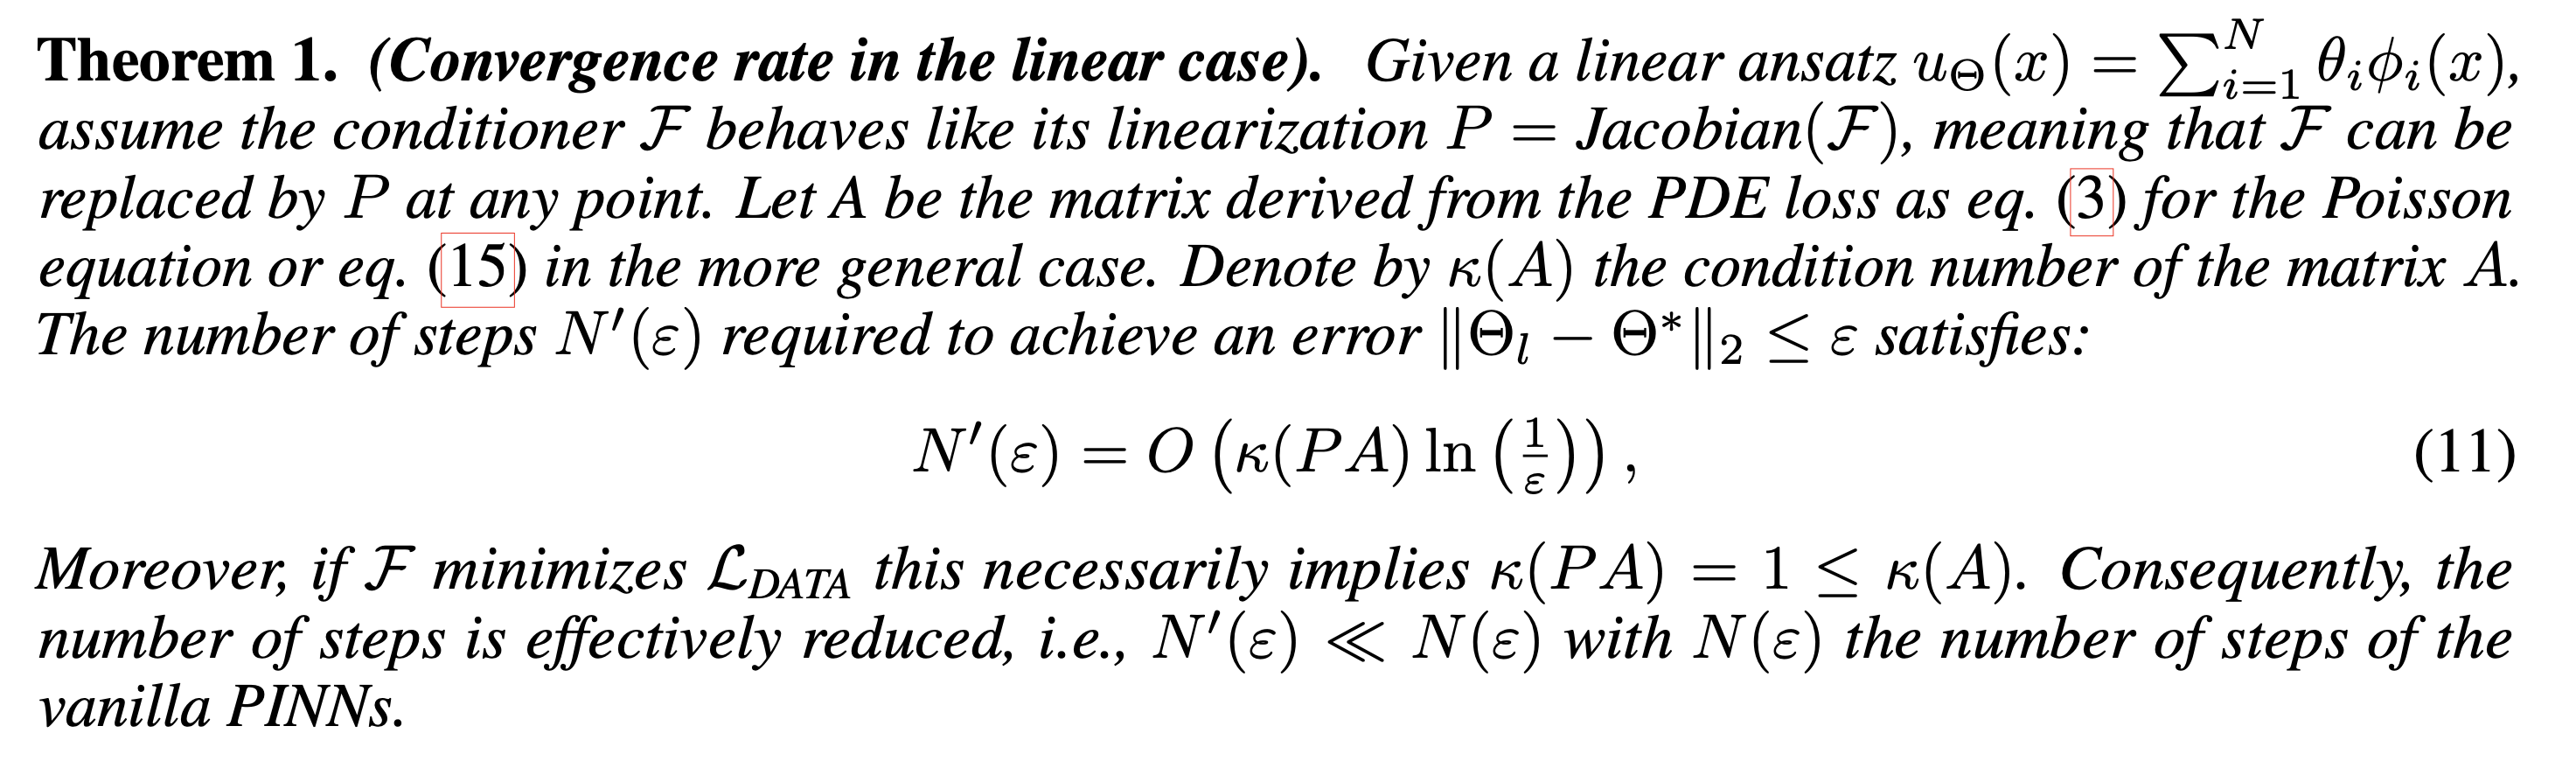 Theorem 1. (Convergence rate in the linear case). Given a linear ansatz $u_\Theta(x) = \sum_{i=1}^{N} \theta_i \phi_i(x)$,
assume the conditioner $\mathcal{F}$ behaves like its linearization $P = \text{Jacobian}(\mathcal{F})$, meaning that $\mathcal{F}$ can be
replaced by $P$ at any point. Let $A$ be the matrix derived from the PDE loss as eq. (3) for the Poisson
equation or eq. (15) in the more general case. Denote by $\kappa(A)$ the condition number of the matrix $A$.
The number of steps $N'(\varepsilon)$ required to achieve an error $\|\Theta_l - \Theta^*\|_2 \leq \varepsilon$ satisfies:
$N'(\varepsilon) = O\left(\kappa(PA) \ln\left(\frac{1}{\varepsilon}\right)\right),$ (11)
Moreover, if $\mathcal{F}$ minimizes $\mathcal{L}_{DATA}$ this necessarily implies $\kappa(PA) = 1 \leq \kappa(A)$. Consequently, the
number of steps is effectively reduced, i.e., $N'(\varepsilon) \ll N(\varepsilon)$ with $N(\varepsilon)$ the number of steps of the
vanilla PINNs.